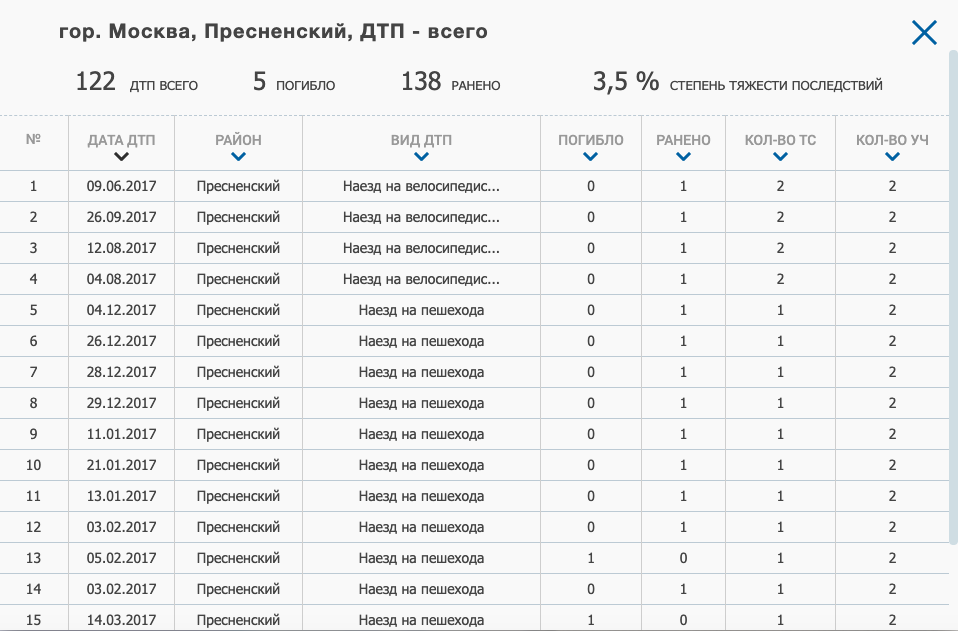 гор. Москва, Пресненский, ДТП - всего
122 ДТП ВСЕГО 5 ПОГИБЛО 138 РАНЕНО 3,5 % СТЕПЕНЬ ТЯЖЕСТИ ПОСЛЕДСТВИЙ
№ ДАТА ДТП РАЙОН ВИД ДТП ПОГИБЛО РАНЕНО КОЛ-ВО ТС КОЛ-ВО УЧ
1 09.06.2017 Пресненский Наезд на велосипедис... 0 1 2 2
2 26.09.2017 Пресненский Наезд на велосипедис... 0 1 2 2
3 12.08.2017 Пресненский Наезд на велосипедис... 0 1 2 2
4 04.08.2017 Пресненский Наезд на велосипедис... 0 1 2 2
5 04.12.2017 Пресненский Наезд на пешехода 0 1 1 2
6 26.12.2017 Пресненский Наезд на пешехода 0 1 1 2
7 28.12.2017 Пресненский Наезд на пешехода 0 1 1 2
8 29.12.2017 Пресненский Наезд на пешехода 0 1 1 2
9 11.01.2017 Пресненский Наезд на пешехода 0 1 1 2
10 21.01.2017 Пресненский Наезд на пешехода 0 1 1 2
11 13.01.2017 Пресненский Наезд на пешехода 0 1 1 2
12 03.02.2017 Пресненский Наезд на пешехода 0 1 1 2
13 05.02.2017 Пресненский Наезд на пешехода 1 0 1 2
14 03.02.2017 Пресненский Наезд на пешехода 0 1 1 2
15 14.03.2017 Пресненский Наезд на пешехода 1 0 1 2